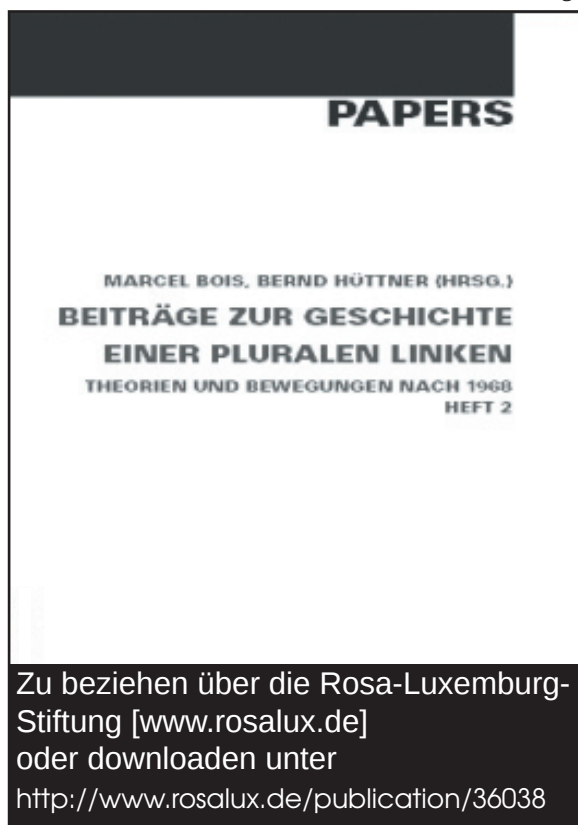 PAPERS
MARCEL BOIS, BERND HÜTTNER (HRSG.)
BEITRÄGE ZUR GESCHICHTE
EINER PLURALEN LINKEN
THEORIEN UND BEWEGUNGEN NACH 1968
HEFT 2
Zu beziehen über die Rosa-Luxemburg-
Stiftung [www.rosalux.de]
oder downloaden unter
http://www.rosalux.de/publication/36038